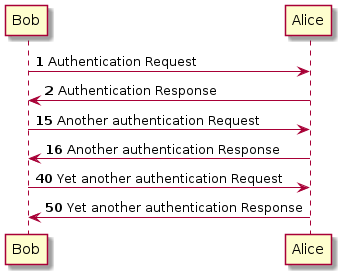 Bob Alice
1 Authentication Request
2 Authentication Response
15 Another authentication Request
16 Another authentication Response
40 Yet another authentication Request
50 Yet another authentication Response
Bob Alice